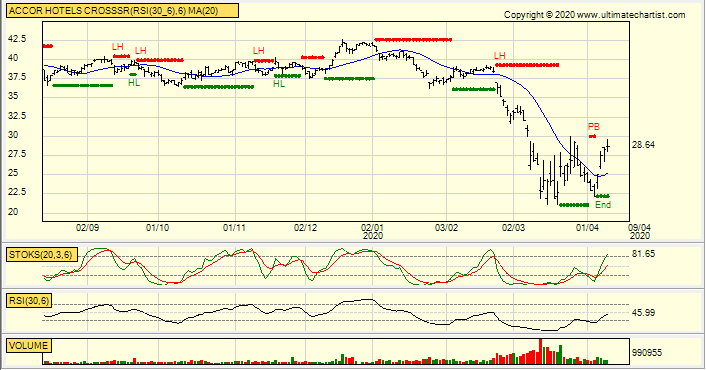 ACCOR HOTELS CROSSSR(RSI(30_6),6) MA(20)
Copyright © 2020 www.ultimatechartist.com
42.5
40
37.5
35
32.5
30
27.5
25
22.5
20
LH
LH
HL
LH
HL
LH
PB
End
28.64
02/09
01/10
01/11
02/12
02/01
2020
03/02
02/03
01/04
09/04
2020
STOKS(20,3,6)
81.65
RSI(30,6)
45.99
VOLUME
990955